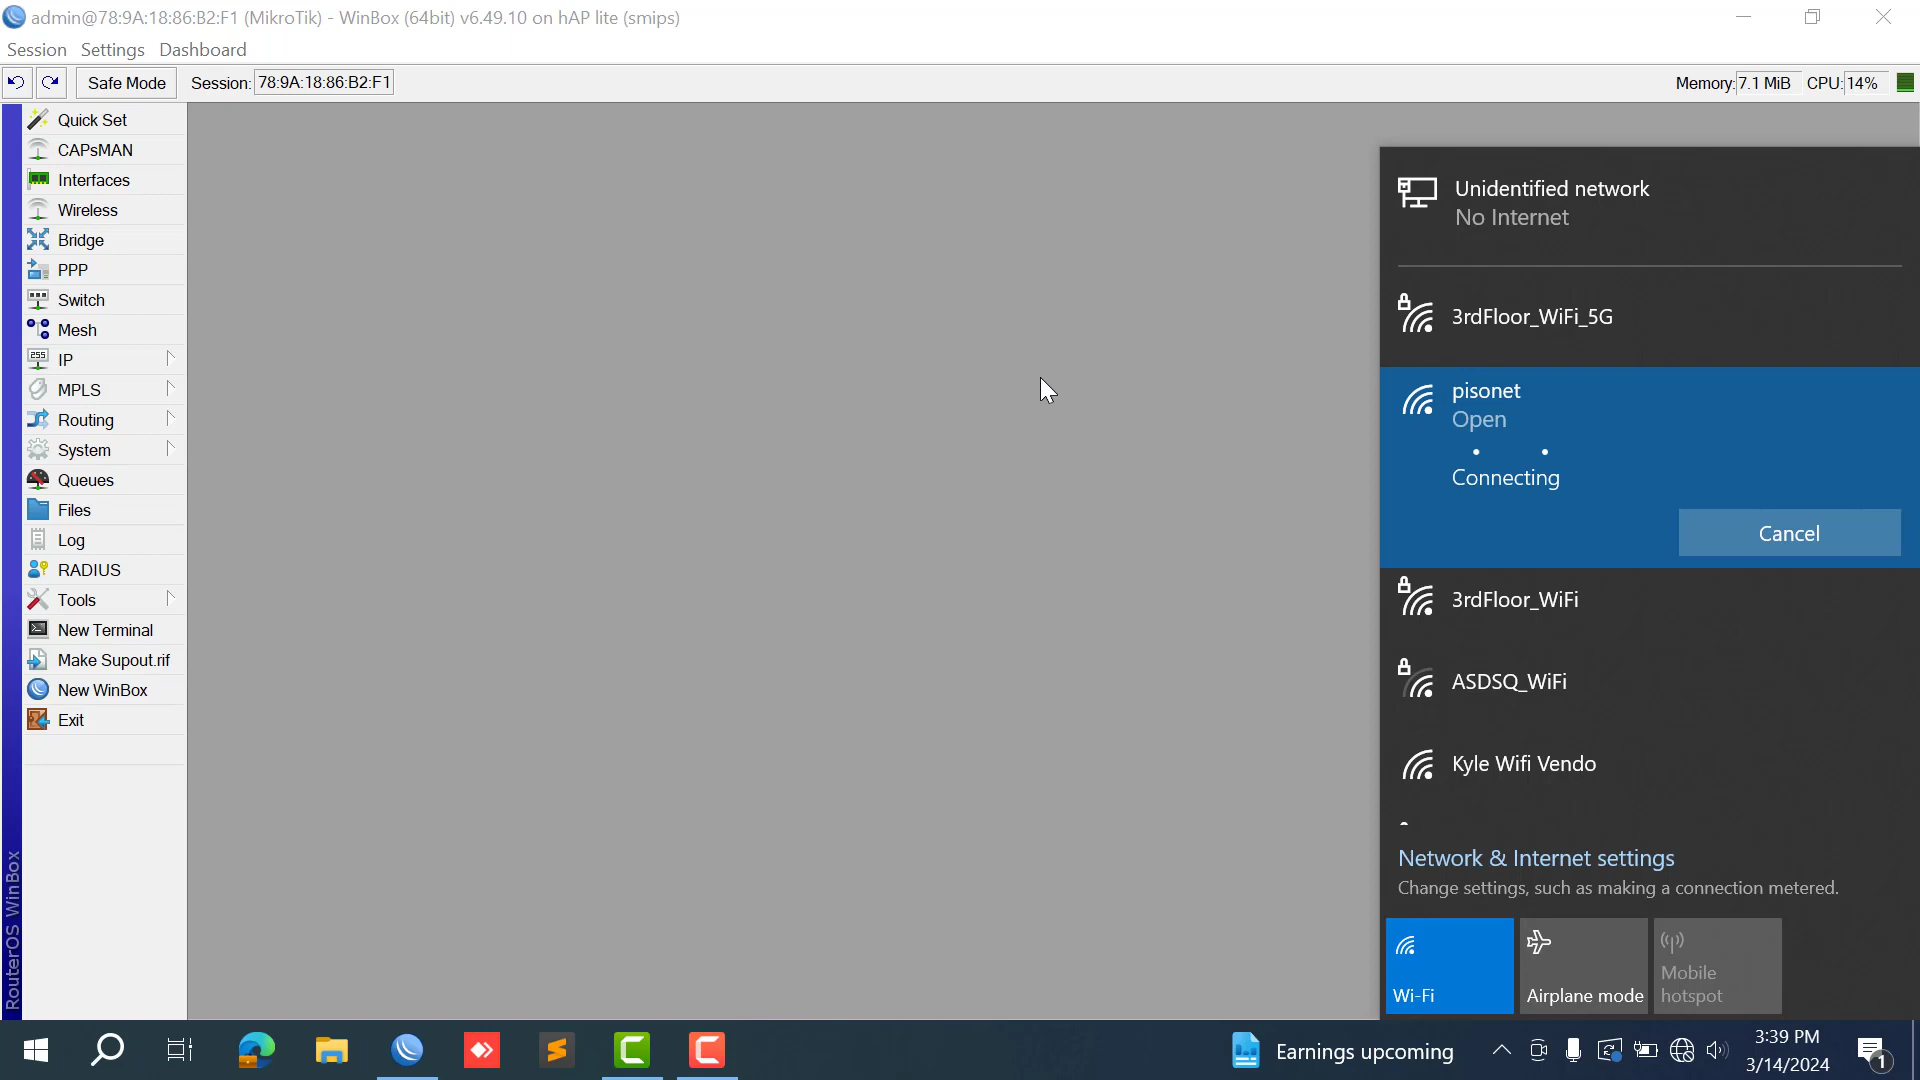 admin@78:9A:18:86:B2:F1 (MikroTik) - WinBox (64bit) v6.49.10 on hAP lite (smips)
Session Settings Dashboard
Safe Mode Session: 78:9A:18:86:B2:F1 Memory: 7.1 MiB CPU: 14%
Quick Set
CAPsMAN
Interfaces
Wireless
Bridge
PPP
Switch
Mesh
255
IP
MPLS
Routing
System
Queues
Files
Log
RADIUS
Tools
New Terminal
Make Supout.rif
New WinBox
Exit
RouterOS WinBox
Unidentified network
No Internet
3rdFloor_WiFi_5G
pisonet
Open
Connecting
Cancel
3rdFloor_WiFi
ASDSQ_WiFi
Kyle Wifi Vendo
Network & Internet settings
Change settings, such as making a connection metered.
Wi-Fi
Airplane mode
Mobile
hotspot
Earnings upcoming
3:39 PM
3/14/2024
1